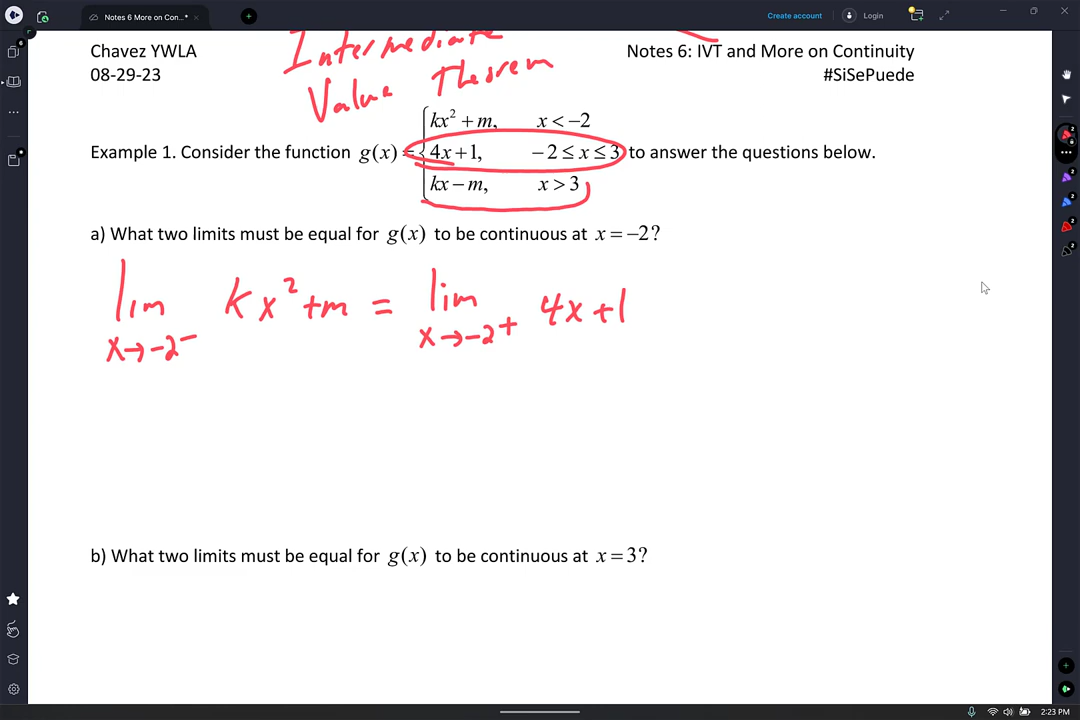 Notes 6 More on Con...*
Create account
Login
Chavez YWLA
08-29-23
Intermediate
Value Theorem
Notes 6: IVT and More on Continuity
#SiSePuede
kx² + m, x < −2
Example 1. Consider the function g(x) = { 4x + 1, −2 ≤ x ≤ 3 to answer the questions below.
kx − m, x > 3
a) What two limits must be equal for g(x) to be continuous at x = −2?
lim kx² + m = lim 4x + 1
x → −2⁻ x → −2⁺
b) What two limits must be equal for g(x) to be continuous at x = 3?
2:23 PM